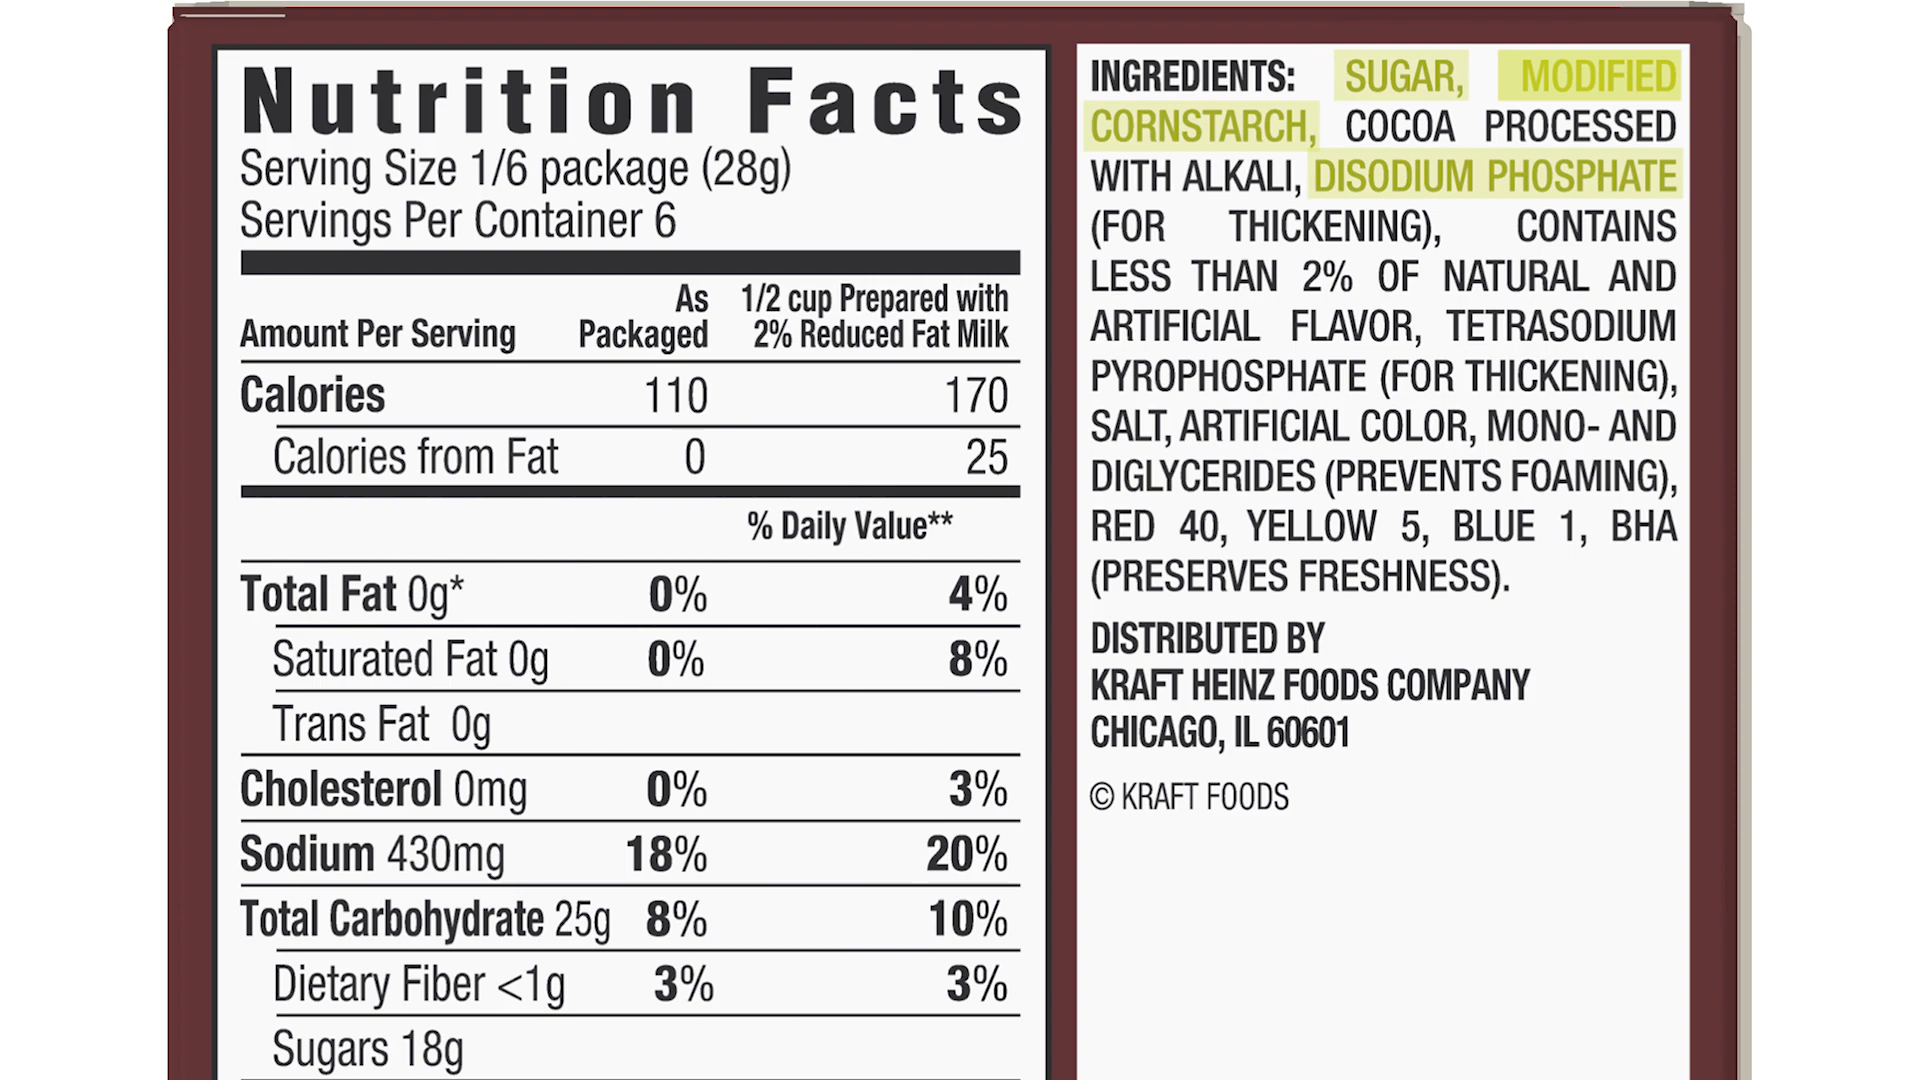 Nutrition Facts
Serving Size 1/6 package (28g)
Servings Per Container 6
As 1/2 cup Prepared with
Amount Per Serving Packaged 2% Reduced Fat Milk
Calories 110 170
Calories from Fat 0 25
% Daily Value**
Total Fat 0g* 0% 4%
Saturated Fat 0g 0% 8%
Trans Fat 0g
Cholesterol 0mg 0% 3%
Sodium 430mg 18% 20%
Total Carbohydrate 25g 8% 10%
Dietary Fiber <1g 3% 3%
Sugars 18g
INGREDIENTS: SUGAR, MODIFIED
CORNSTARCH, COCOA PROCESSED
WITH ALKALI, DISODIUM PHOSPHATE
(FOR THICKENING), CONTAINS
LESS THAN 2% OF NATURAL AND
ARTIFICIAL FLAVOR, TETRASODIUM
PYROPHOSPHATE (FOR THICKENING),
SALT, ARTIFICIAL COLOR, MONO- AND
DIGLYCERIDES (PREVENTS FOAMING),
RED 40, YELLOW 5, BLUE 1, BHA
(PRESERVES FRESHNESS).
DISTRIBUTED BY
KRAFT HEINZ FOODS COMPANY
CHICAGO, IL 60601
© KRAFT FOODS